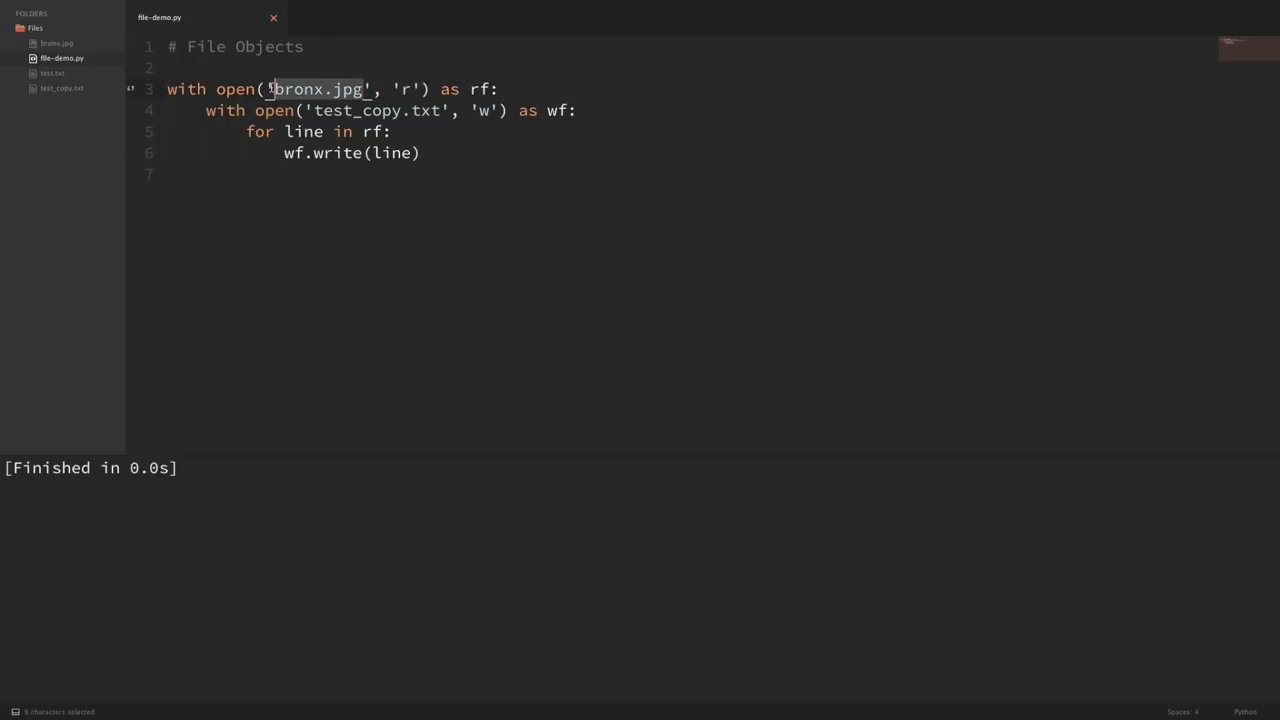 FOLDERS
Files
bronx.jpg
file-demo.py
test.txt
test_copy.txt
file-demo.py
1 # File Objects
2
3 with open('bronx.jpg', 'r') as rf:
4     with open('test_copy.txt', 'w') as wf:
5         for line in rf:
6             wf.write(line)
7
[Finished in 0.0s]
9 characters selected
Spaces: 4
Python